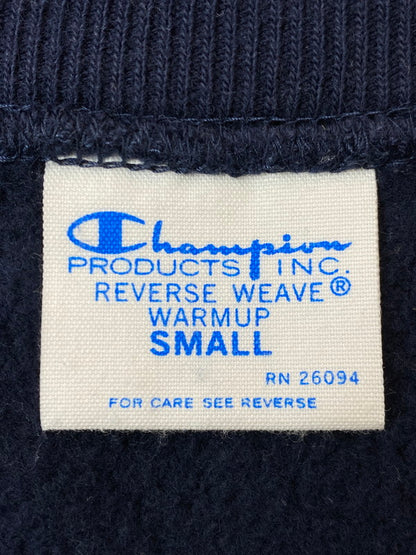 Champion
PRODUCTS INC.
REVERSE WEAVE®
WARMUP
SMALL
RN 26094
FOR CARE SEE REVERSE